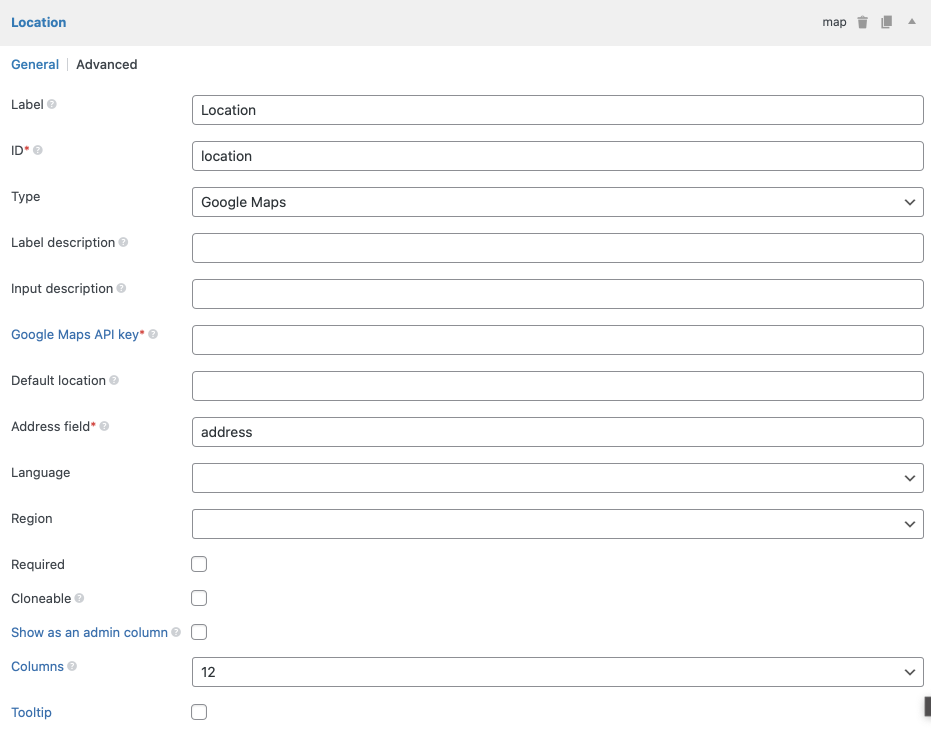 Location map
General Advanced
Label Location
ID* location
Type Google Maps
Label description
Input description
Google Maps API key*
Default location
Address field* address
Language
Region
Required
Cloneable
Show as an admin column
Columns 12
Tooltip